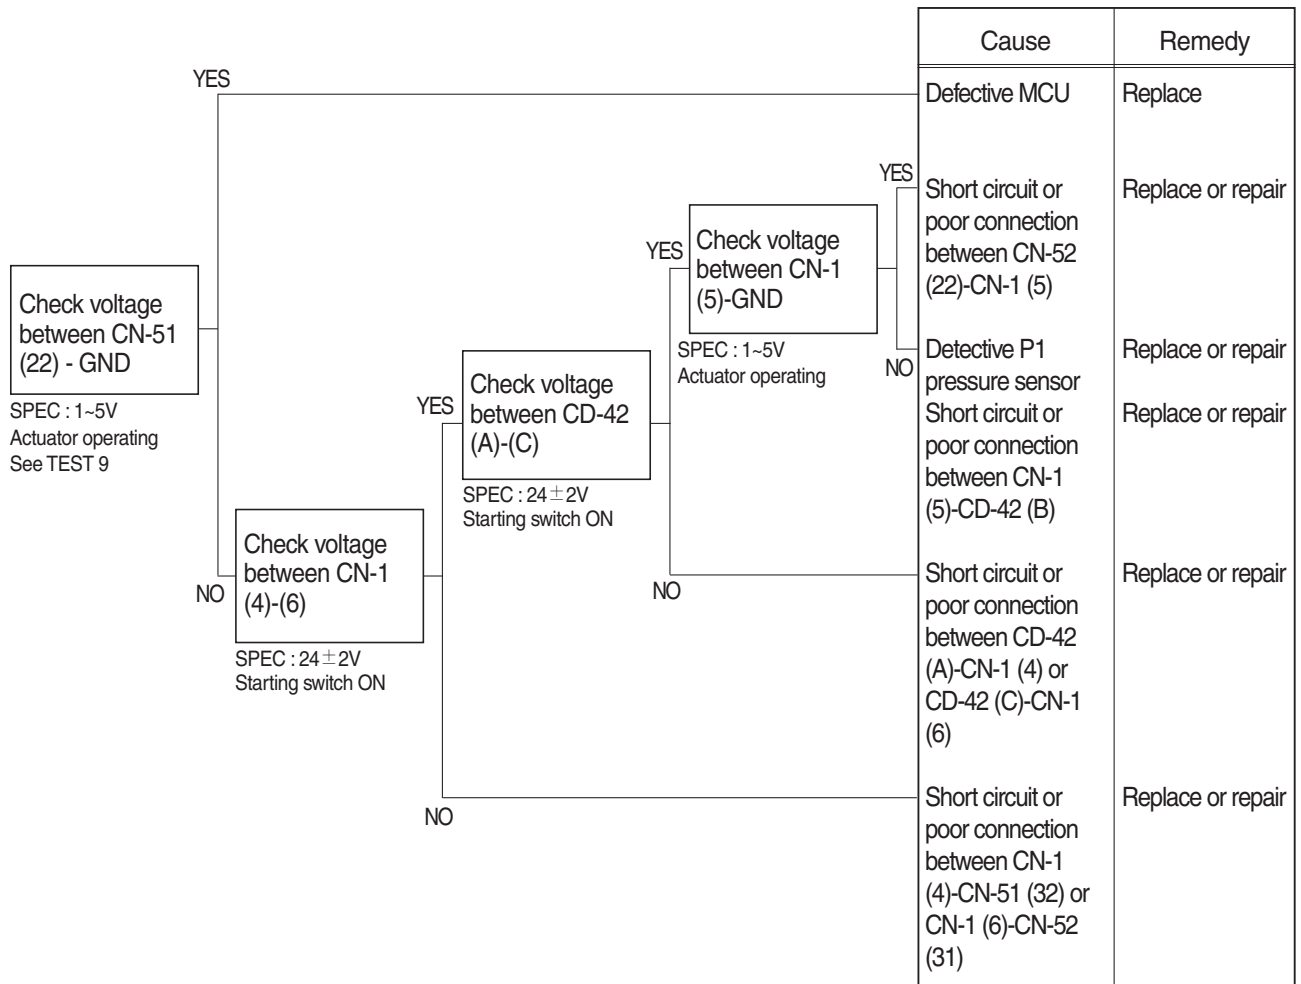 Cause
Remedy
YES
Defective MCU
Replace
YES
Short circuit or
poor connection
between CN-52
(22)-CN-1 (5)
Replace or repair
YES
Check voltage
between CN-1
(5)-GND
SPEC : 1~5V
Actuator operating
NO
Detective P1
pressure sensor
Replace or repair
Short circuit or
poor connection
between CN-1
(5)-CD-42 (B)
Replace or repair
Check voltage
between CN-51
(22) - GND
SPEC : 1~5V
Actuator operating
See TEST 9
YES
Check voltage
between CD-42
(A)-(C)
SPEC : 24±2V
Starting switch ON
NO
Short circuit or
poor connection
between CD-42
(A)-CN-1 (4) or
CD-42 (C)-CN-1
(6)
Replace or repair
NO
Check voltage
between CN-1
(4)-(6)
SPEC : 24±2V
Starting switch ON
NO
Short circuit or
poor connection
between CN-1
(4)-CN-51 (32) or
CN-1 (6)-CN-52
(31)
Replace or repair